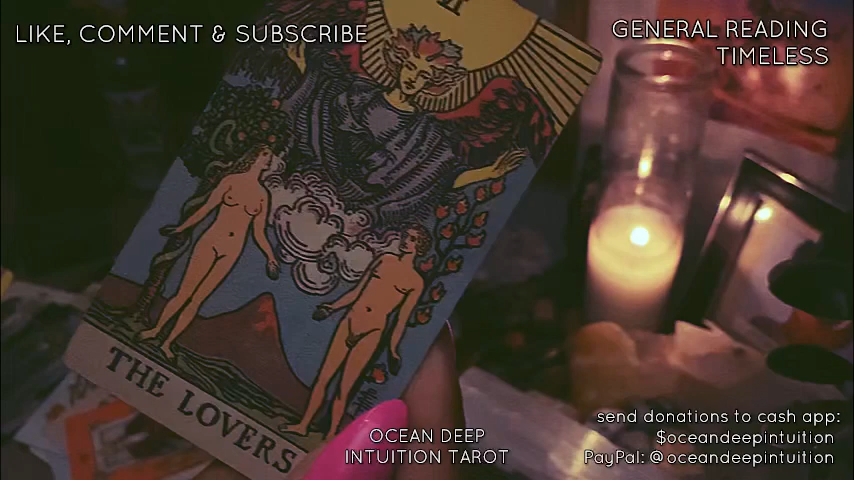 LIKE, COMMENT & SUBSCRIBE
GENERAL READING
TIMELESS
THE LOVERS
OCEAN DEEP
INTUITION TAROT
send donations to cash app:
$oceandeepintuition
PayPal: @oceandeepintuition